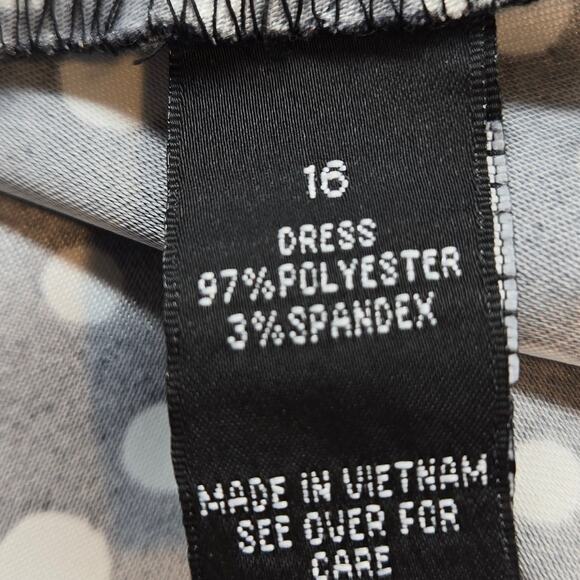 16
DRESS
97%POLYESTER
3%SPANDEX
MADE IN VIETNAM
SEE OVER FOR
CARE